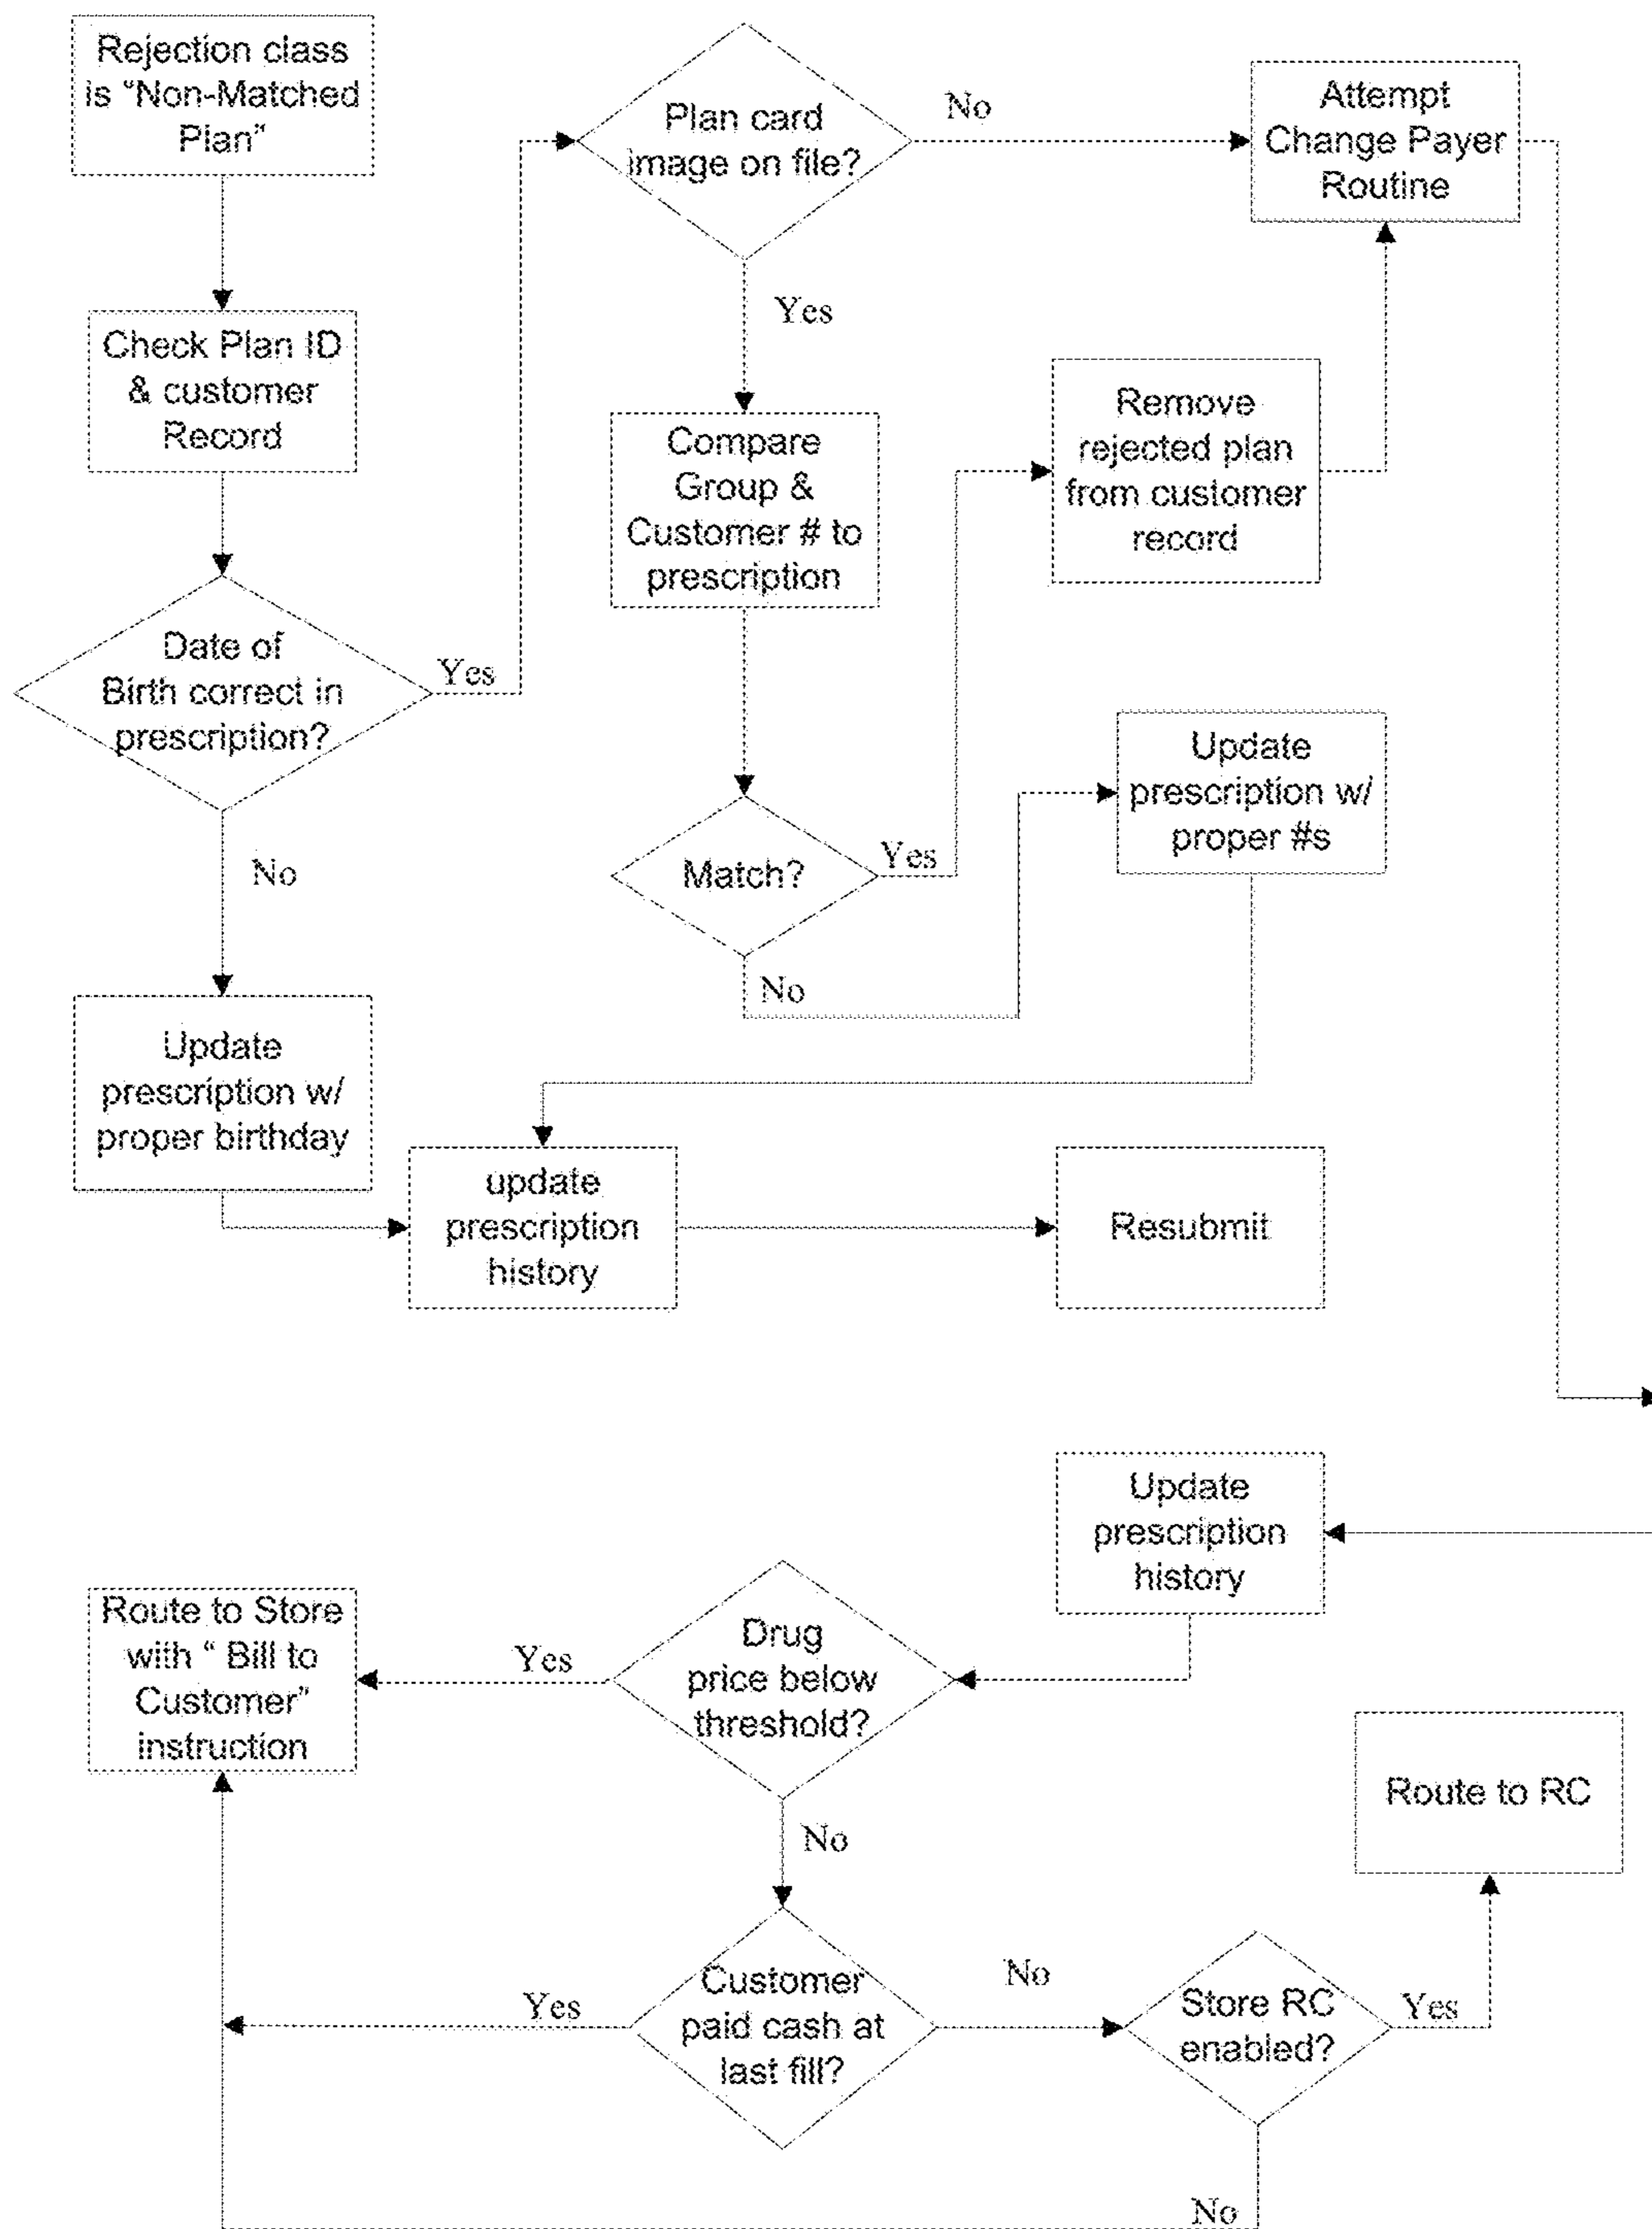 Rejection class
is “Non-Matched
Plan”
Plan card
image on file?
No
Attempt
Change Payer
Routine
Yes
Check Plan ID
& customer
Record
Compare
Group &
Customer # to
prescription
Remove
rejected plan
from customer
record
Date of
Birth correct in
prescription?
Yes
Update
prescription w/
proper #s
Match?
Yes
No
No
Update
prescription w/
proper birthday
update
prescription
history
Resubmit
Update
prescription
history
Route to Store
with “ Bill to
Customer”
instruction
Yes
Drug
price below
threshold?
No
Route to RC
Customer
paid cash at
last fill?
Yes
No
Store RC
enabled?
Yes
No